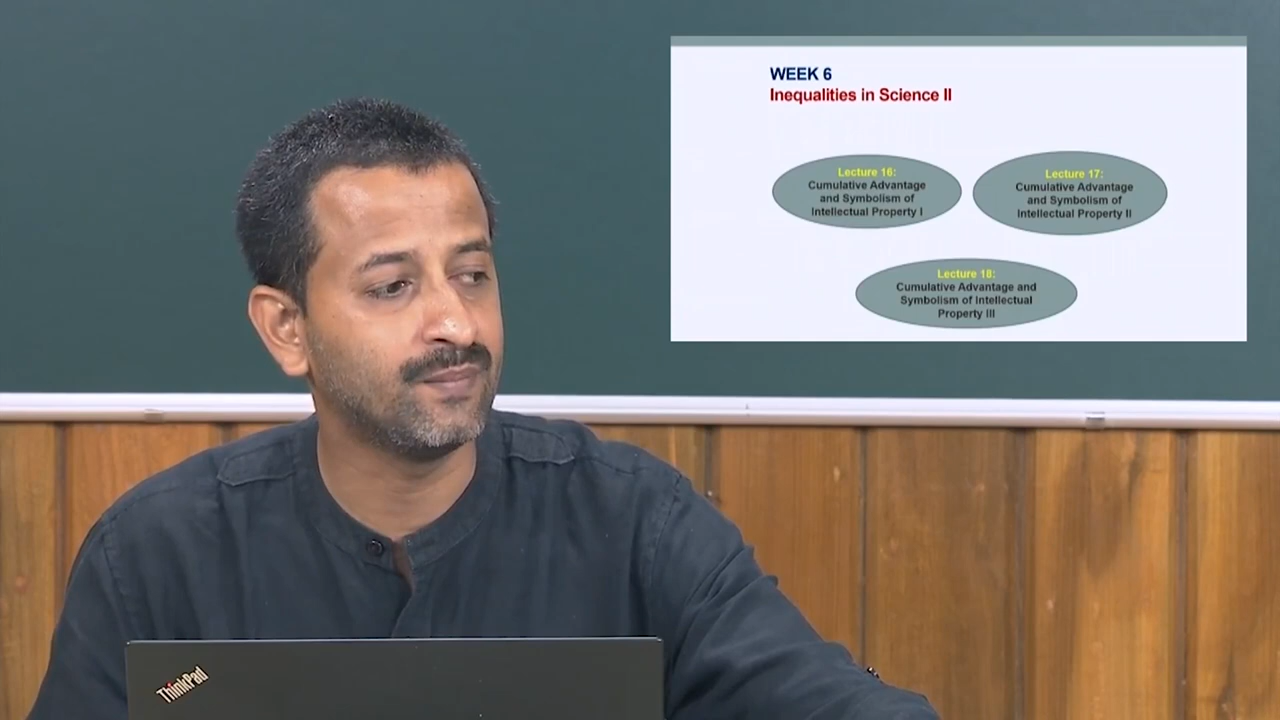 WEEK 6
Inequalities in Science II
Lecture 16:
Cumulative Advantage
and Symbolism of
Intellectual Property I
Lecture 17:
Cumulative Advantage
and Symbolism of
Intellectual Property II
Lecture 18:
Cumulative Advantage and
Symbolism of Intellectual
Property III
ThinkPad